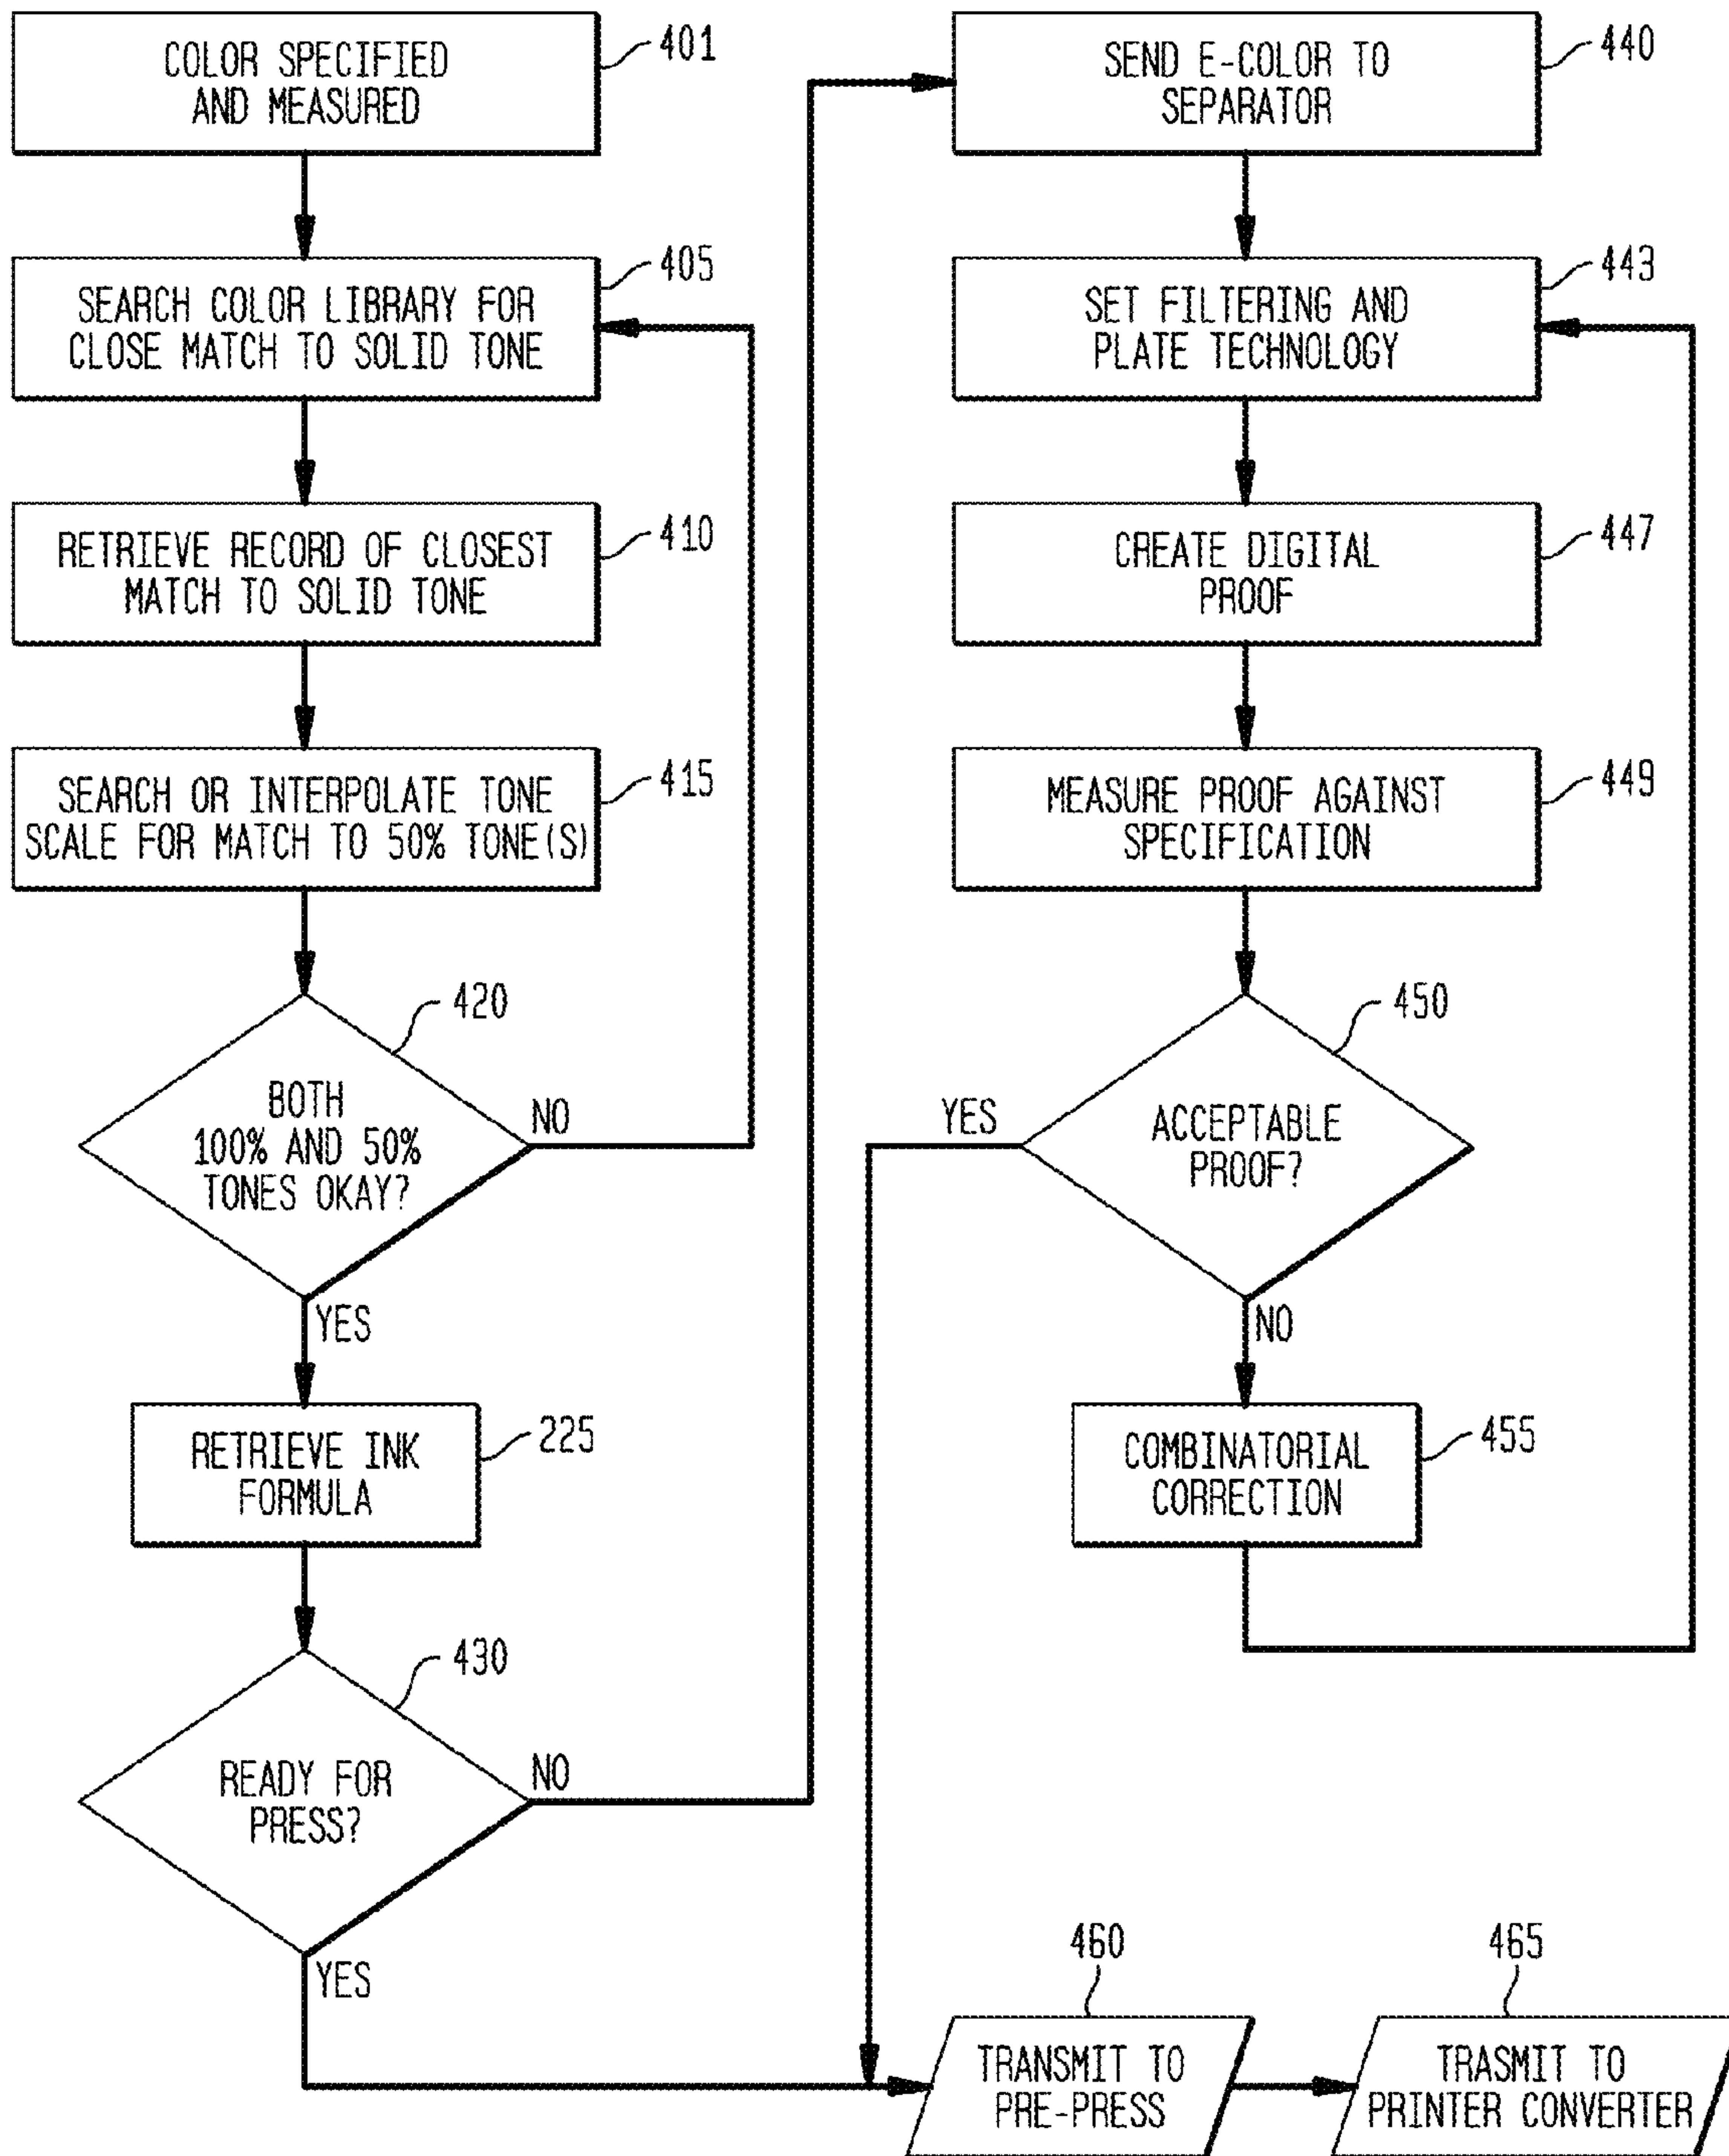 COLOR SPECIFIED
AND MEASURED
401
SEARCH COLOR LIBRARY FOR
CLOSE MATCH TO SOLID TONE
405
RETRIEVE RECORD OF CLOSEST
MATCH TO SOLID TONE
410
SEARCH OR INTERPOLATE TONE
SCALE FOR MATCH TO 50% TONE(S)
415
420
BOTH
100% AND 50%
TONES OKAY?
NO
YES
RETRIEVE INK
FORMULA
225
430
READY FOR
PRESS?
NO
YES
SEND E-COLOR TO
SEPARATOR
440
SET FILTERING AND
PLATE TECHNOLOGY
443
CREATE DIGITAL
PROOF
447
MEASURE PROOF AGAINST
SPECIFICATION
449
450
YES
ACCEPTABLE
PROOF?
NO
COMBINATORIAL
CORRECTION
455
460
TRANSMIT TO
PRE-PRESS
465
TRASMIT TO
PRINTER CONVERTER